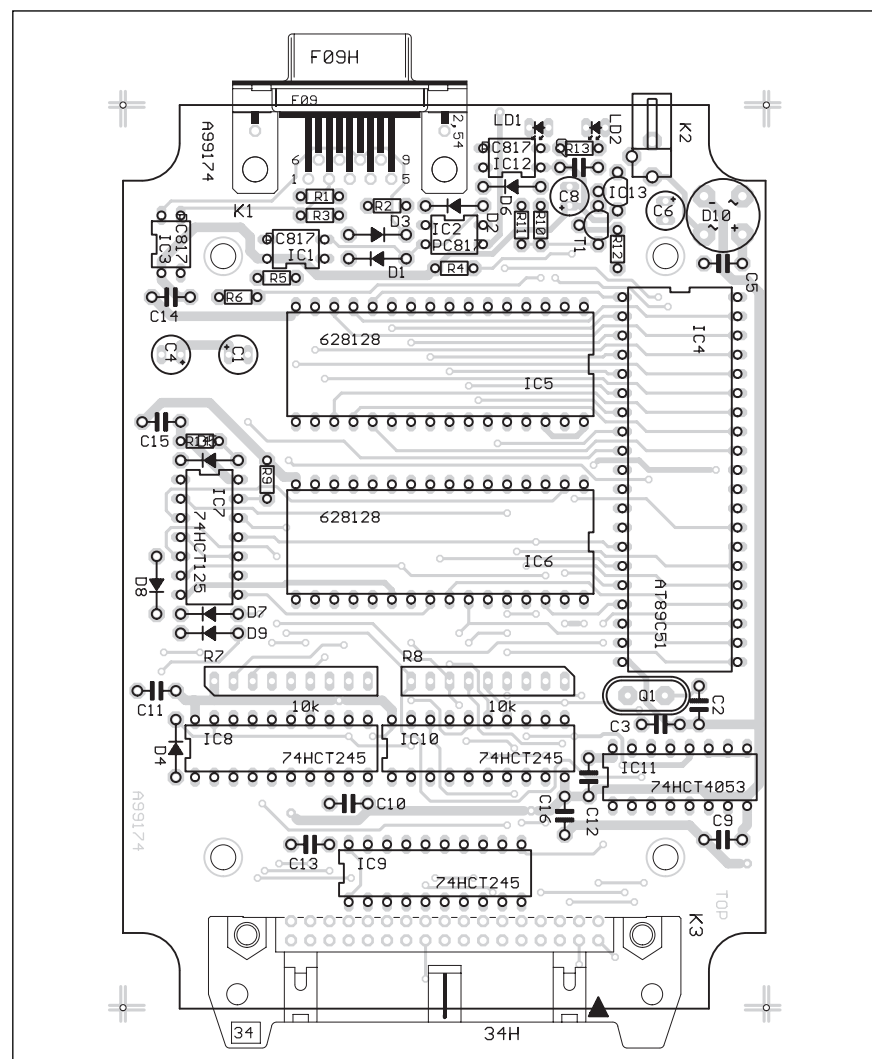 F09H
F09
2,54
A99174
6
9
1
5
K1
LD1
LD2
K2
PC817
IC12
R13
C8
IC13
C6
D10
- ~
~ +
R1
R3
R2
D3
D2
D6
R11
R10
T1
R12
PC817
IC3
PC817
IC1
IC2
PC817
D1
R5
R4
C5
R6
C14
C4
C1
628128
IC5
IC4
AT89C51
C15
R9
IC7
74HCT125
628128
IC6
D8
D7
D9
R7
10k
R8
10k
Q1
C2
C3
C11
D4
IC8
74HCT245
IC10
74HCT245
IC11
74HCT4053
C10
C16
C12
C9
A99174
C13
IC9
74HCT245
TOP
K3
34
34H